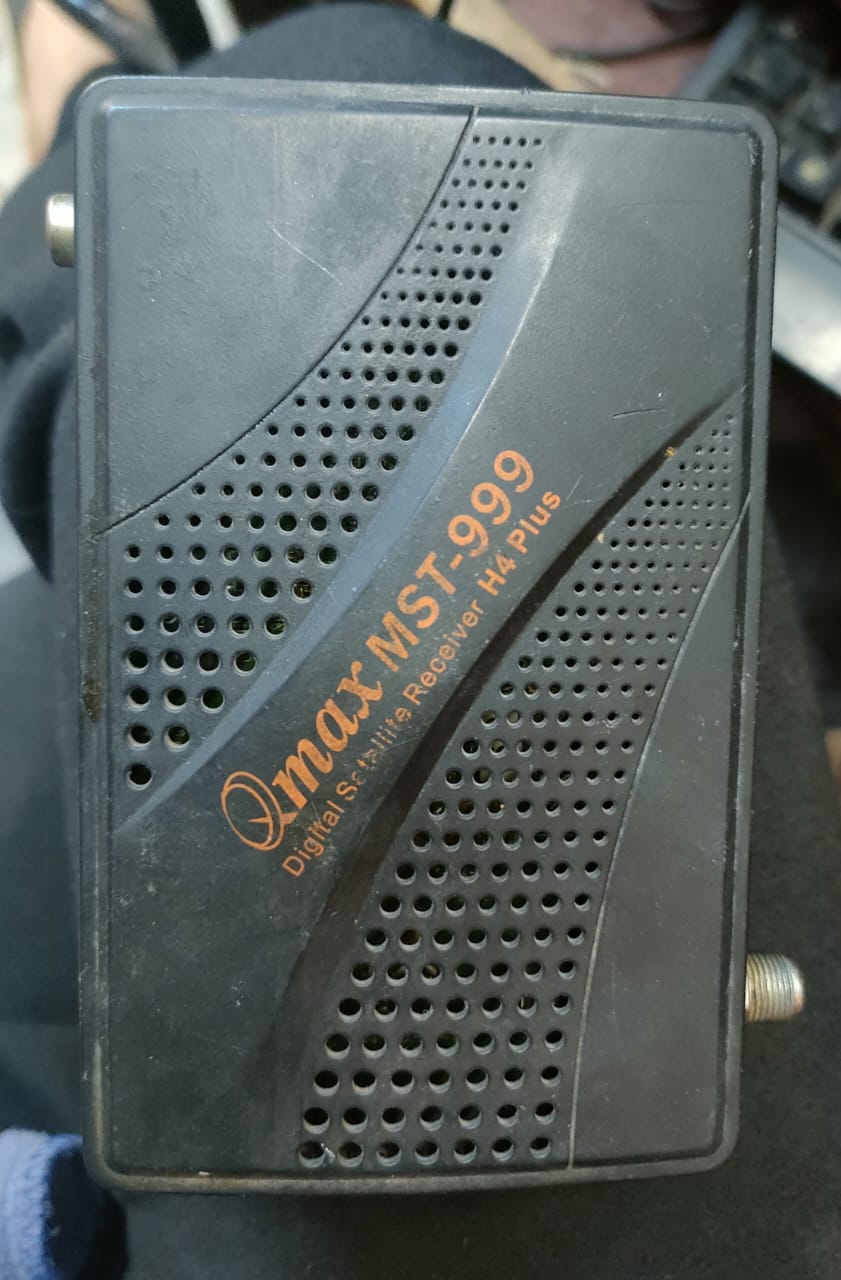 Qmax MST-999
Digital Satellite Receiver H4 Plus